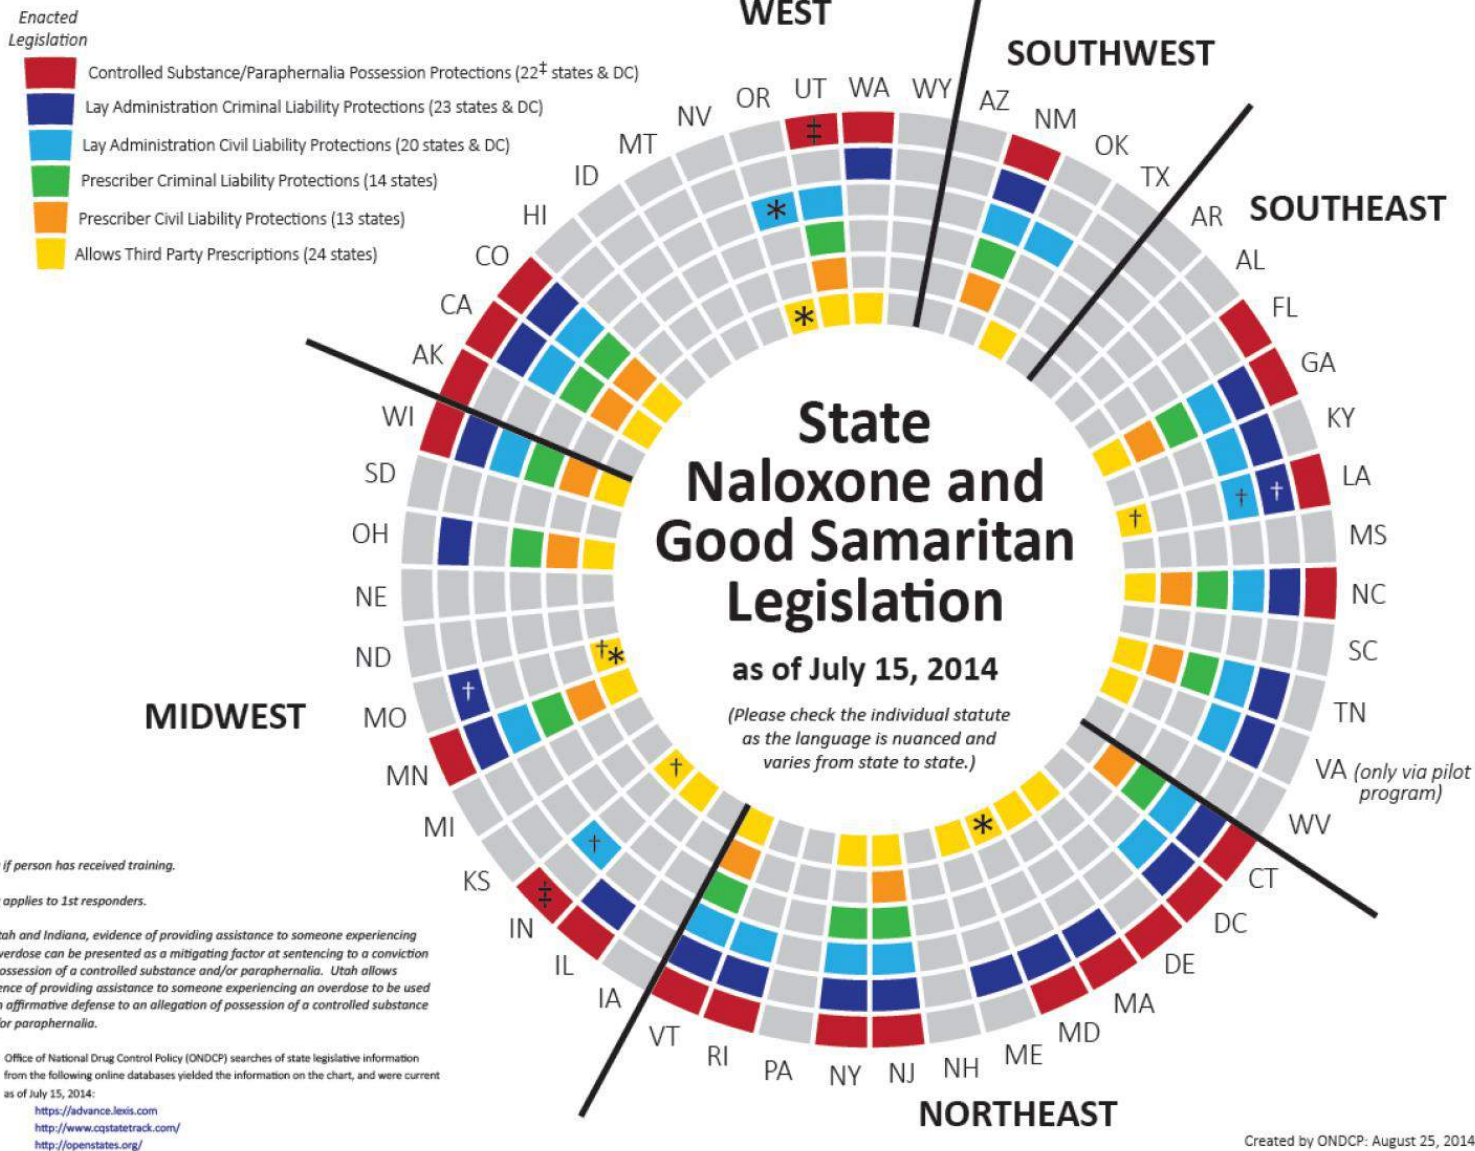 Enacted
Legislation
Controlled Substance/Paraphernalia Possession Protections (22‡ states & DC)
Lay Administration Criminal Liability Protections (23 states & DC)
Lay Administration Civil Liability Protections (20 states & DC)
Prescriber Criminal Liability Protections (14 states)
Prescriber Civil Liability Protections (13 states)
Allows Third Party Prescriptions (24 states)
WEST
SOUTHWEST
SOUTHEAST
NORTHEAST
MIDWEST
AK
CA
CO
HI
ID
MT
NV
OR
UT
WA
WY
AZ
NM
OK
TX
AR
AL
FL
GA
KY
LA
MS
NC
SC
TN
VA (only via pilot
program)
WV
CT
DC
DE
MA
MD
ME
NH
NJ
NY
PA
RI
VT
IA
IL
IN
KS
MI
MN
MO
ND
NE
OH
SD
WI
‡
*
*
†
†
†
*
†
†
‡
†
†*
State
Naloxone and
Good Samaritan
Legislation
as of July 15, 2014
(Please check the individual statute
as the language is nuanced and
varies from state to state.)
if person has received training.
applies to 1st responders.
tah and Indiana, evidence of providing assistance to someone experiencing
verdose can be presented as a mitigating factor at sentencing to a conviction
ossession of a controlled substance and/or paraphernalia. Utah allows
ence of providing assistance to someone experiencing an overdose to be used
n affirmative defense to an allegation of possession of a controlled substance
or paraphernalia.
Office of National Drug Control Policy (ONDCP) searches of state legislative information
from the following online databases yielded the information on the chart, and were current
as of July 15, 2014:
https://advance.lexis.com
http://www.cqstatetrack.com/
http://openstates.org/
Created by ONDCP: August 25, 2014